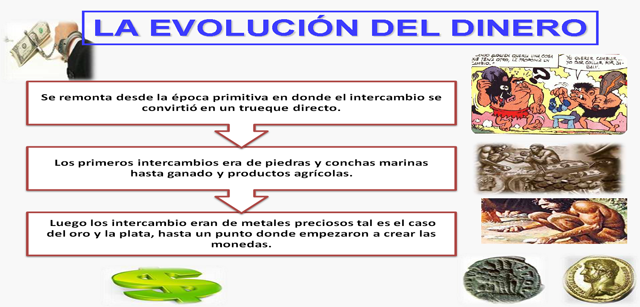 LA EVOLUCIÓN DEL DINERO
Se remonta desde la época primitiva en donde el intercambio se
convirtió en un trueque directo.
Los primeros intercambios era de piedras y conchas marinas
hasta ganado y productos agrícolas.
Luego los intercambio eran de metales preciosos tal es el caso
del oro y la plata, hasta un punto donde empezaron a crear las
monedas.